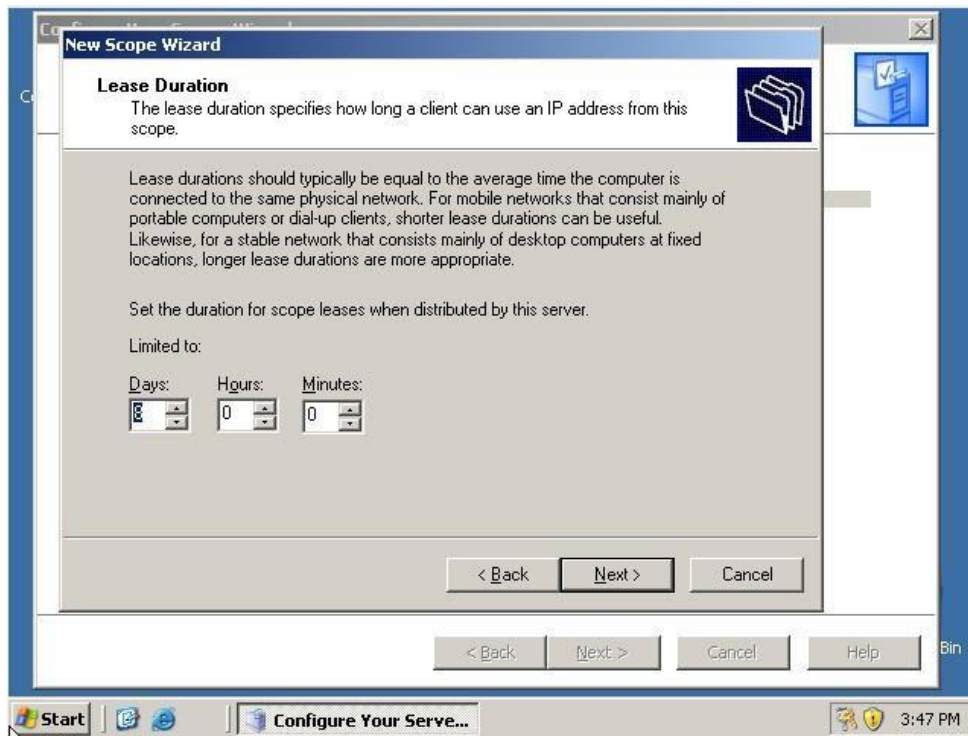 New Scope Wizard
Lease Duration
The lease duration specifies how long a client can use an IP address from this
scope.
Lease durations should typically be equal to the average time the computer is
connected to the same physical network. For mobile networks that consist mainly of
portable computers or dial-up clients, shorter lease durations can be useful.
Likewise, for a stable network that consists mainly of desktop computers at fixed
locations, longer lease durations are more appropriate.
Set the duration for scope leases when distributed by this server.
Limited to:
Days: Hours: Minutes:
8 0 0
< Back Next > Cancel
< Back Next > Cancel Help
Bin
Start Configure Your Serve... 3:47 PM